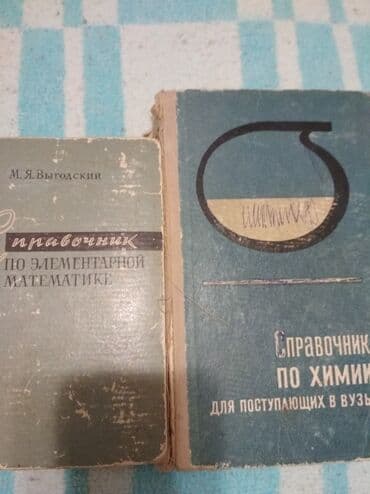 М. Я. Выгодский
Справочник
ПО ЭЛЕМЕНТАРНОЙ
МАТЕМАТИКЕ
СПРАВОЧНИК
ПО ХИМИИ
ДЛЯ ПОСТУПАЮЩИХ В ВУЗЫ